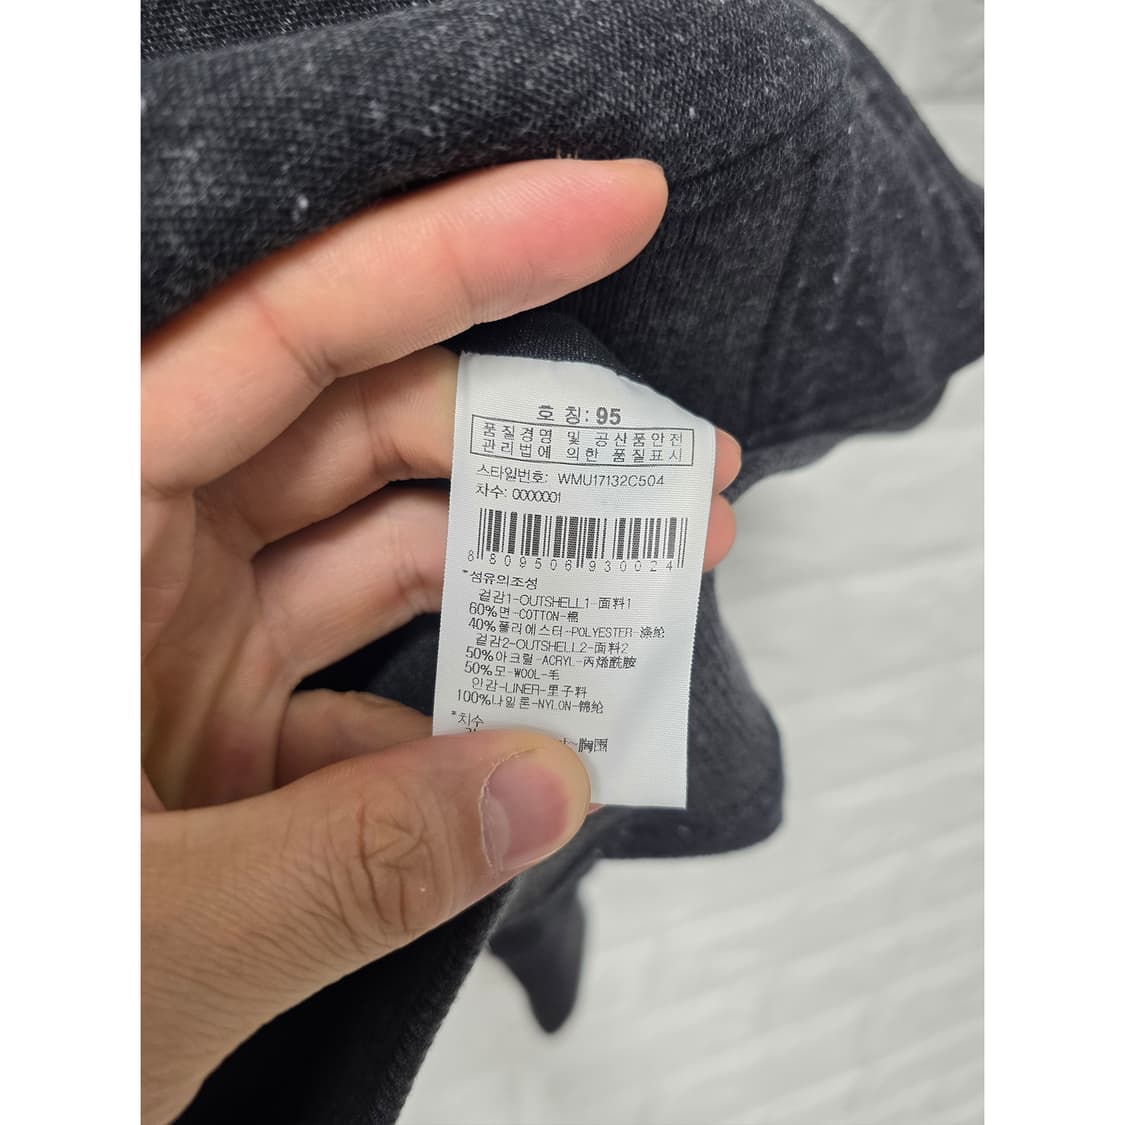 호 칭: 95
품질경영 및 공산품안전
관리법에 의한 품질표시
스타일번호: WMU17132C504
차수: 0000001
8 809506 930024
*섬유의조성
겉감1-OUTSHELL1-面料1
60%면-COTTON-棉
40%폴리에스터-POLYESTER-涤纶
겉감2-OUTSHELL2-面料2
50%아크릴-ACRYL-丙烯酰胺
50%모-WOOL-毛
안감-LINER-里子料
100%나일론-NYLON-锦纶
*치수
-胸围